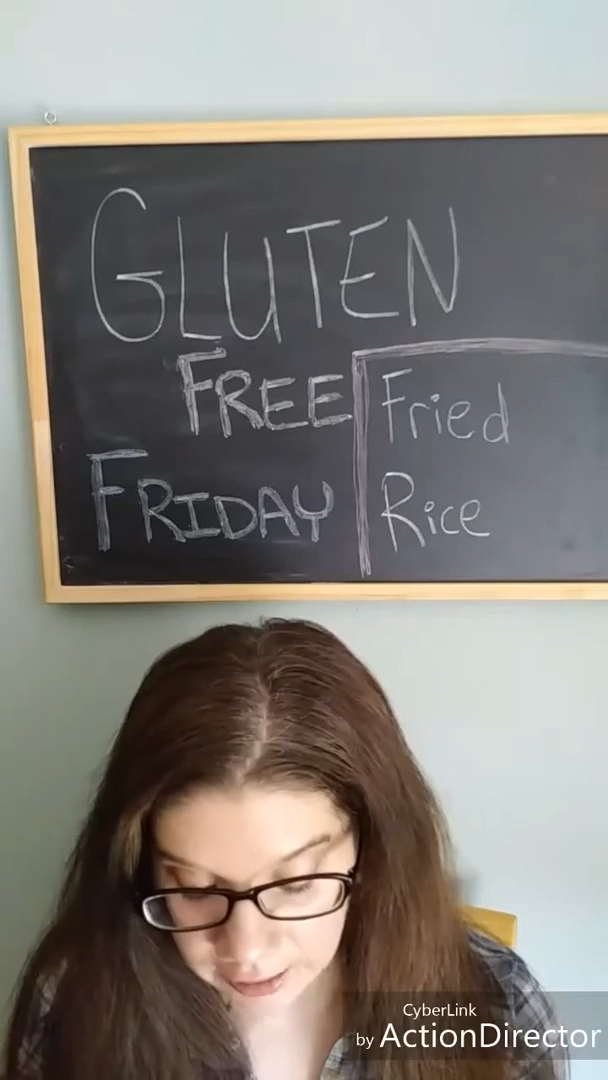 GLUTEN
FREE
FRIDAY
Fried
Rice
CyberLink
by ActionDirector